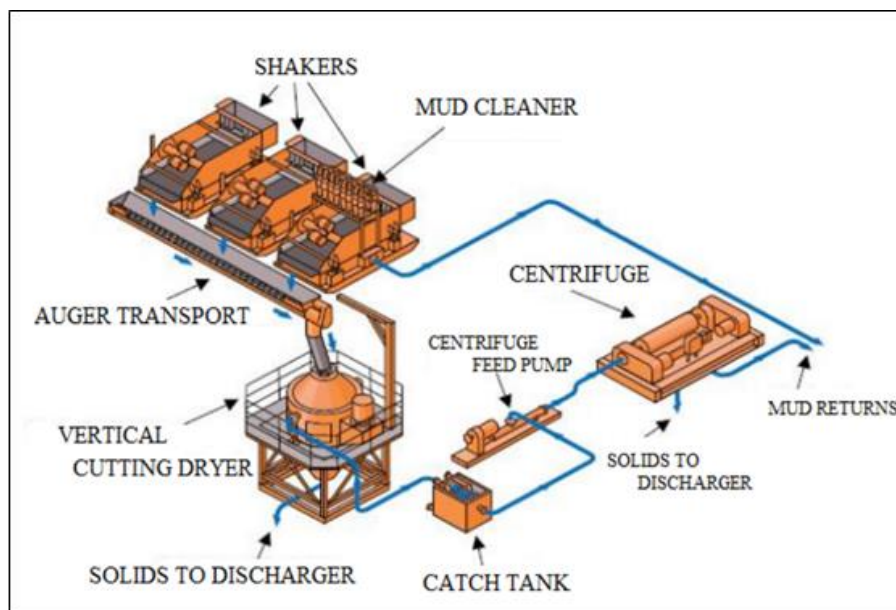 SHAKERS
MUD CLEANER
CENTRIFUGE
AUGER TRANSPORT
CENTRIFUGE
FEED PUMP
MUD RETURNS
VERTICAL
CUTTING DRYER
SOLIDS TO
DISCHARGER
SOLIDS TO DISCHARGER
CATCH TANK